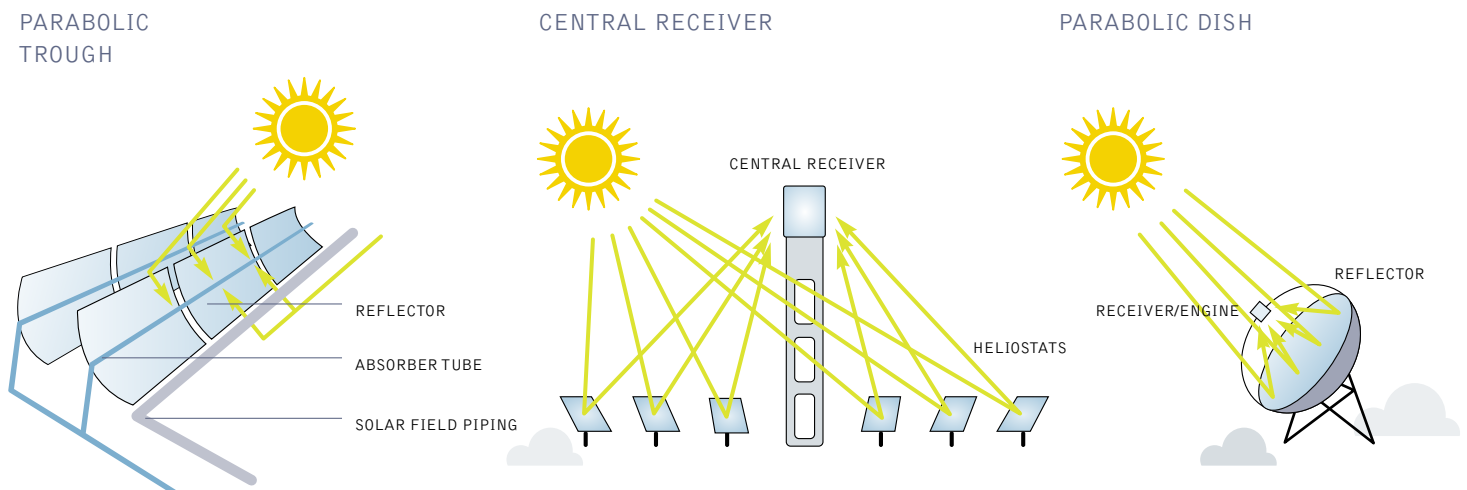 PARABOLIC
TROUGH
REFLECTOR
ABSORBER TUBE
SOLAR FIELD PIPING
CENTRAL RECEIVER
CENTRAL RECEIVER
HELIOSTATS
PARABOLIC DISH
REFLECTOR
RECEIVER/ENGINE